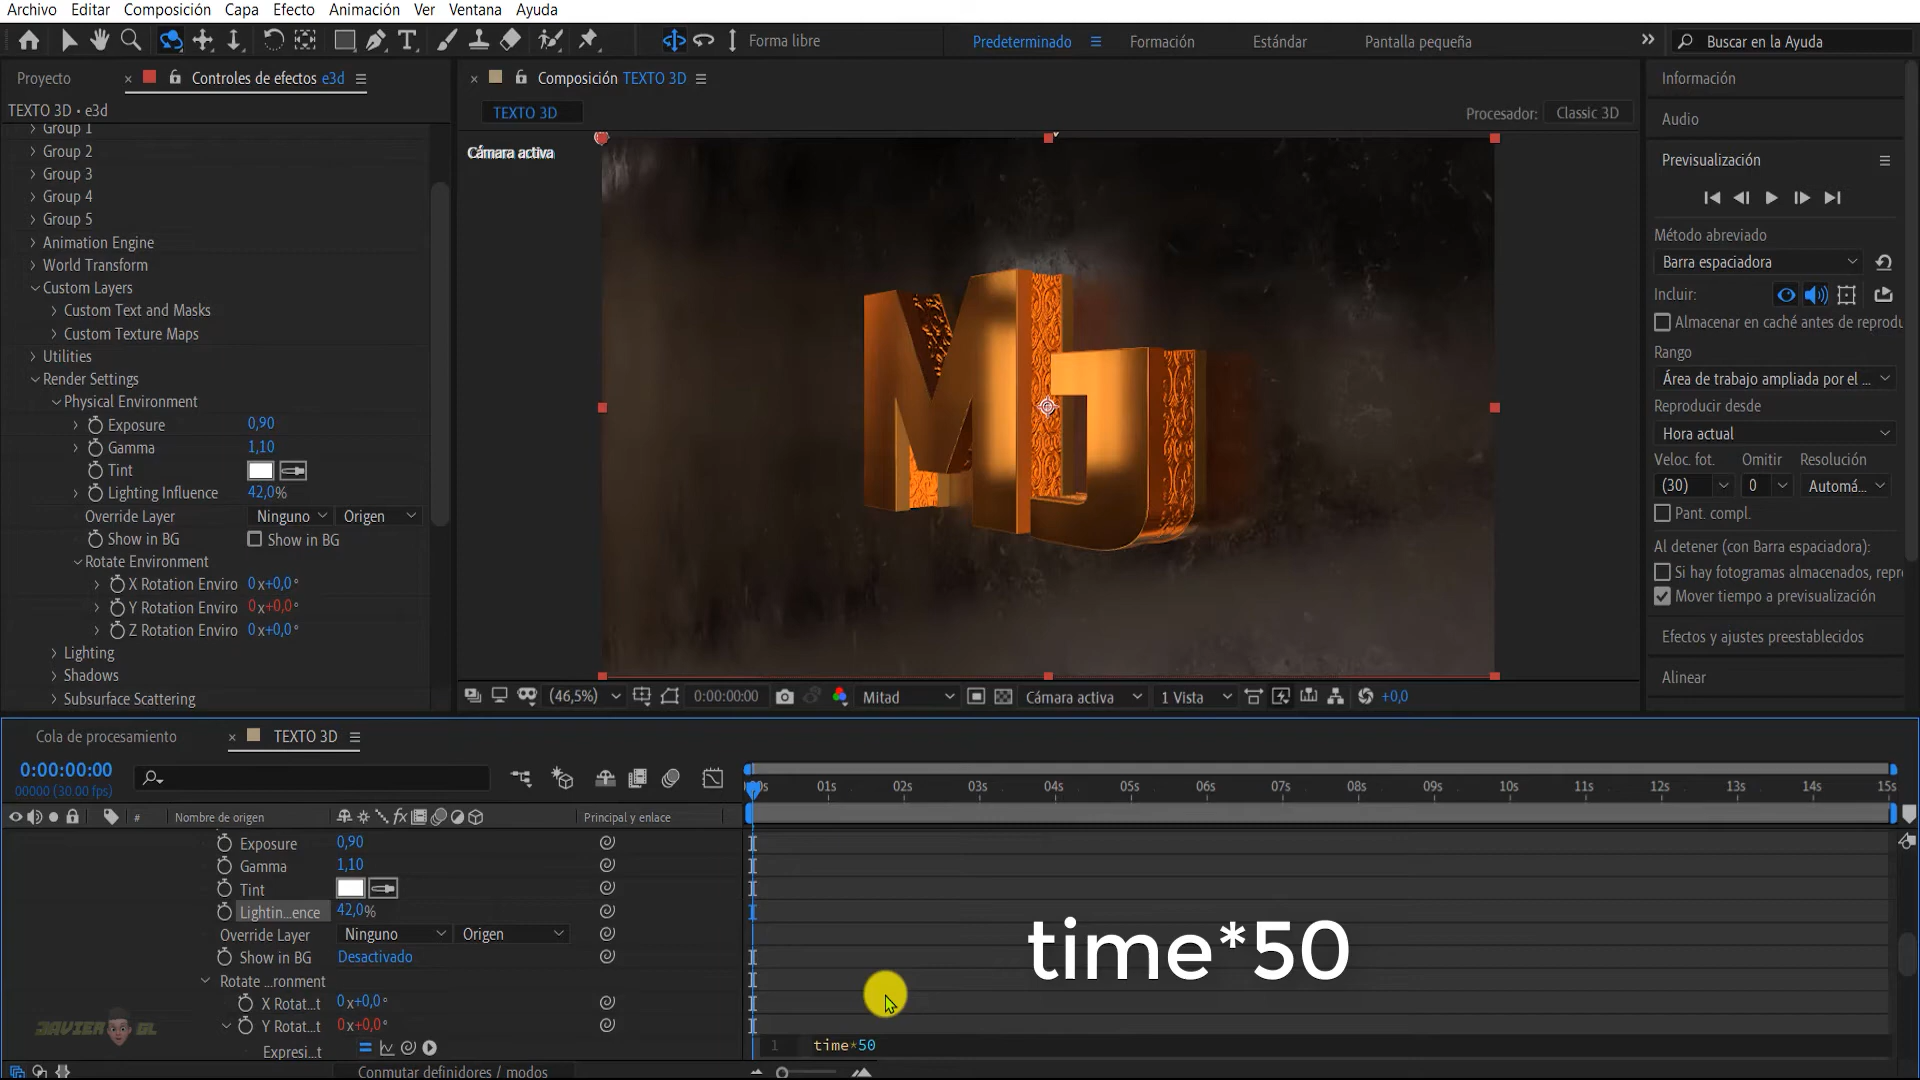 Archivo Editar Composición Capa Efecto Animación Ver Ventana Ayuda
Forma libre
Predeterminado Formación Estándar Pantalla pequeña
Buscar en la Ayuda
Proyecto
Controles de efectos e3d
TEXTO 3D • e3d
Group 1
Group 2
Group 3
Group 4
Group 5
Animation Engine
World Transform
Custom Layers
Custom Text and Masks
Custom Texture Maps
Utilities
Render Settings
Physical Environment
Exposure 0,90
Gamma 1,10
Tint
Lighting Influence 42,0%
Override Layer Ninguno Origen
Show in BG Show in BG
Rotate Environment
X Rotation Enviro 0x+0,0°
Y Rotation Enviro 0x+0,0°
Z Rotation Enviro 0x+0,0°
Lighting
Shadows
Subsurface Scattering
Composición TEXTO 3D
TEXTO 3D
Procesador: Classic 3D
Cámara activa
MJ
(46,5%) 0:00:00:00 Mitad Cámara activa 1 Vista +0,0
Información
Audio
Previsualización
Método abreviado
Barra espaciadora
Incluir:
Almacenar en caché antes de reprodu
Rango
Área de trabajo ampliada por el ...
Reproducir desde
Hora actual
Veloc. fot. Omitir Resolución
(30) 0 Automá...
Pant. compl.
Al detener (con Barra espaciadora):
Si hay fotogramas almacenados, repro
Mover tiempo a previsualización
Efectos y ajustes preestablecidos
Alinear
Cola de procesamiento
TEXTO 3D
0:00:00:00
00000 (30.00 fps)
# Nombre de origen fx Principal y enlace
01s 02s 03s 04s 05s 06s 07s 08s 09s 10s 11s 12s 13s 14s 15s
Exposure 0,90
Gamma 1,10
Tint
Lightin...ence 42,0%
Override Layer Ninguno Origen
Show in BG Desactivado
Rotate ...ronment
X Rotat...t 0x+0,0°
Y Rotat...t 0x+0,0°
Expresi...t
1 time*50
time*50
JAVIER GL
Conmutar definidores / modos